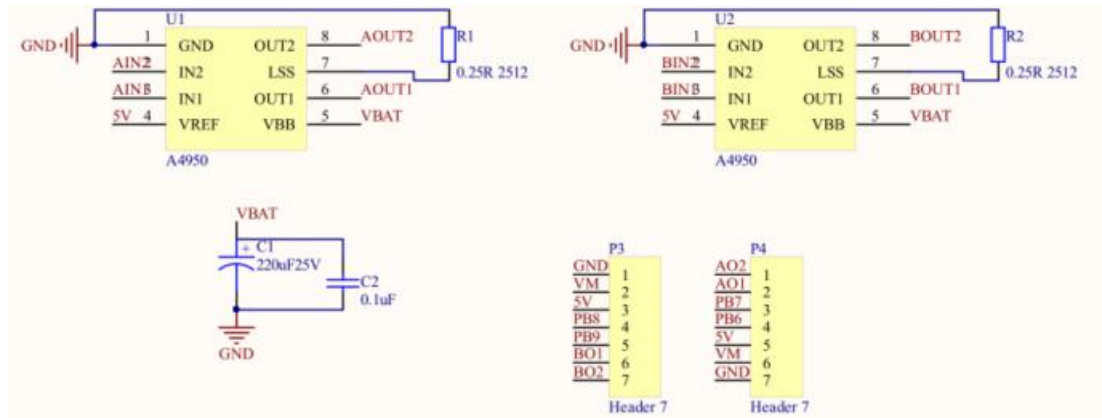 U1
GND
1
GND
OUT2
8
AOUT2
R1
AIN2
2
IN2
LSS
7
0.25R 2512
AIN1
3
IN1
OUT1
6
AOUT1
5V
4
VREF
VBB
5
VBAT
A4950
U2
GND
1
GND
OUT2
8
BOUT2
R2
BIN2
2
IN2
LSS
7
0.25R 2512
BIN1
3
IN1
OUT1
6
BOUT1
5V
4
VREF
VBB
5
VBAT
A4950
VBAT
+
C1
220uF25V
C2
0.1uF
GND
P3
GND 1
VM 2
5V 3
PB8 4
PB9 5
BO1 6
BO2 7
Header 7
P4
AO2 1
AO1 2
PB7 3
PB6 4
5V 5
VM 6
GND 7
Header 7